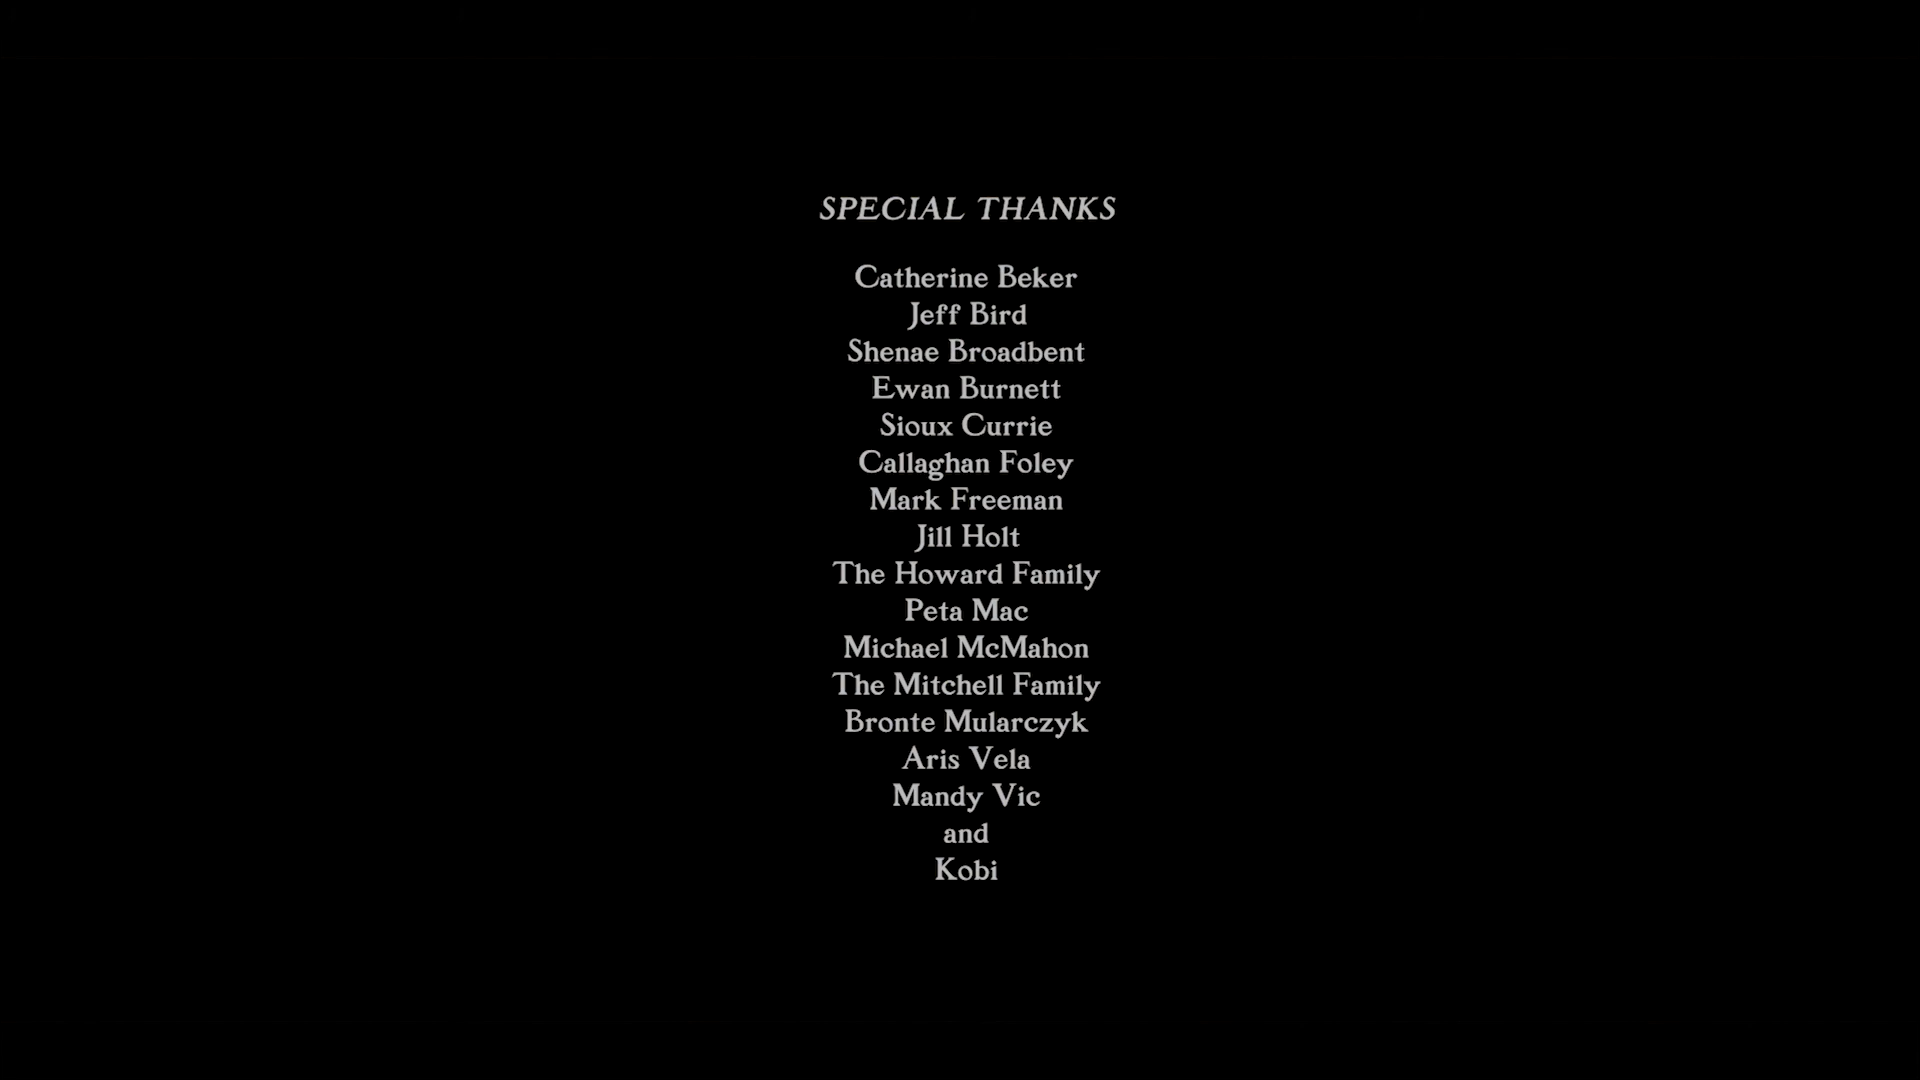 SPECIAL THANKS
Catherine Beker
Jeff Bird
Shenae Broadbent
Ewan Burnett
Sioux Currie
Callaghan Foley
Mark Freeman
Jill Holt
The Howard Family
Peta Mac
Michael McMahon
The Mitchell Family
Bronte Mularczyk
Aris Vela
Mandy Vic
and
Kobi